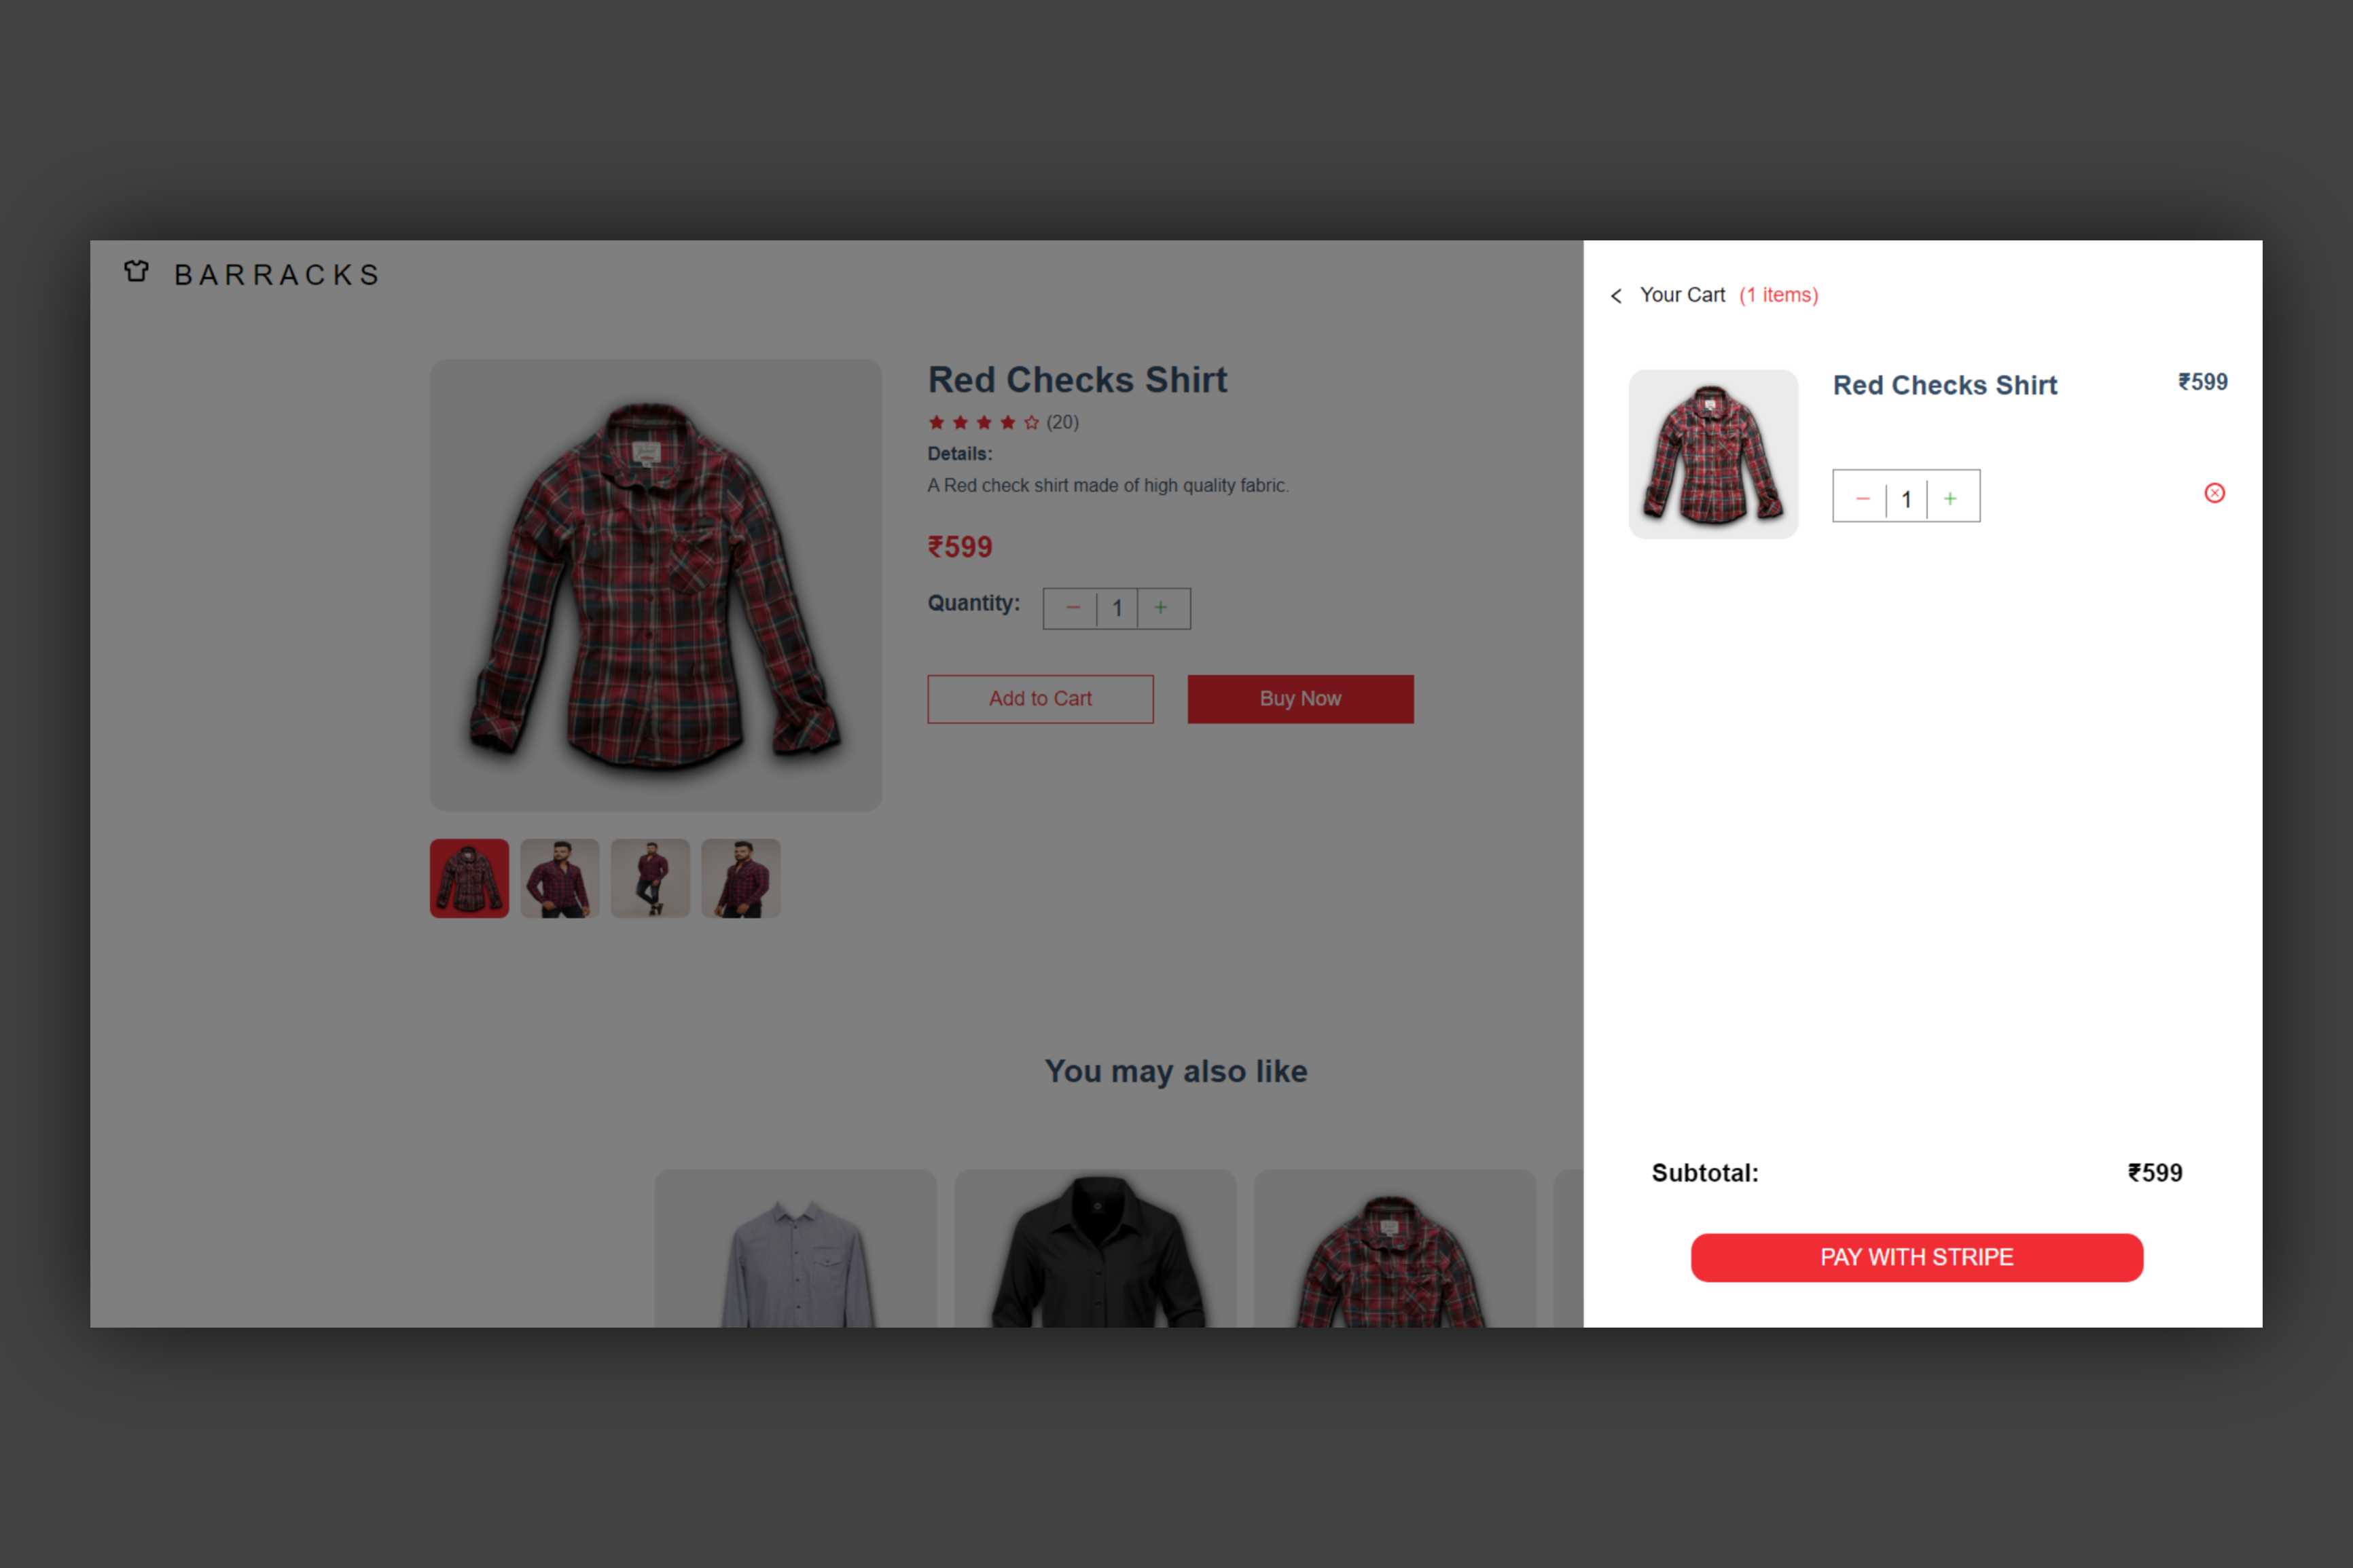 BARRACKS
Red Checks Shirt
(20)
Details:
A Red check shirt made of high quality fabric.
₹599
Quantity:
− 1 +
Add to Cart
Buy Now
You may also like
Your Cart (1 items)
Red Checks Shirt
₹599
− 1 +
Subtotal:
₹599
PAY WITH STRIPE